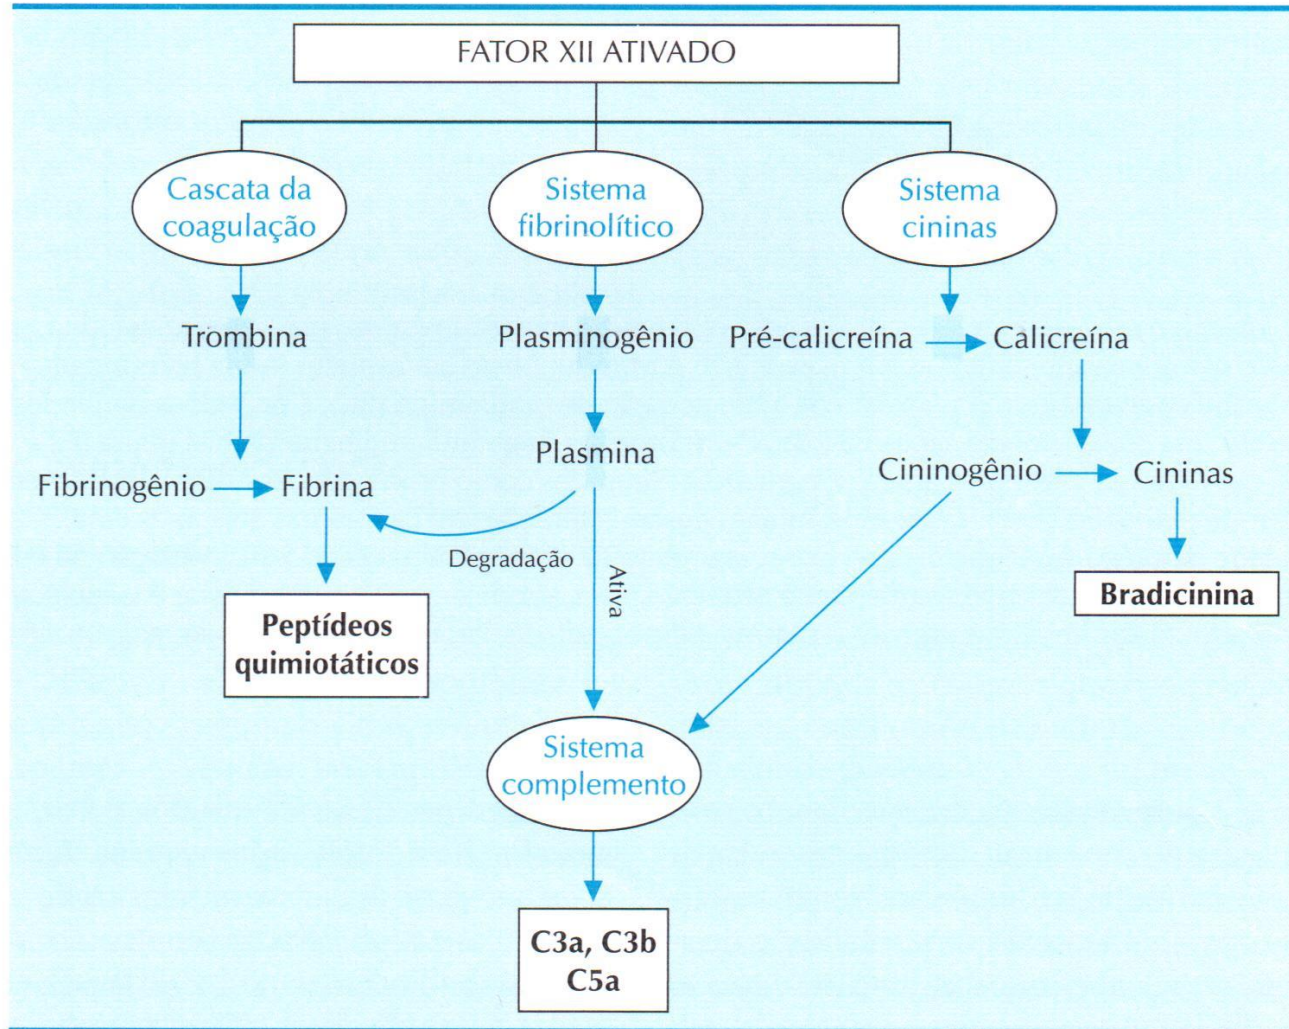 FATOR XII ATIVADO
Cascata da
coagulação
Sistema
fibrinolítico
Sistema
cininas
Trombina
Plasminogênio
Pré-calicreína
Calicreína
Fibrinogênio
Fibrina
Plasmina
Cininogênio
Cininas
Degradação
Ativa
Peptídeos
quimiotáticos
Bradicinina
Sistema
complemento
C3a, C3b
C5a